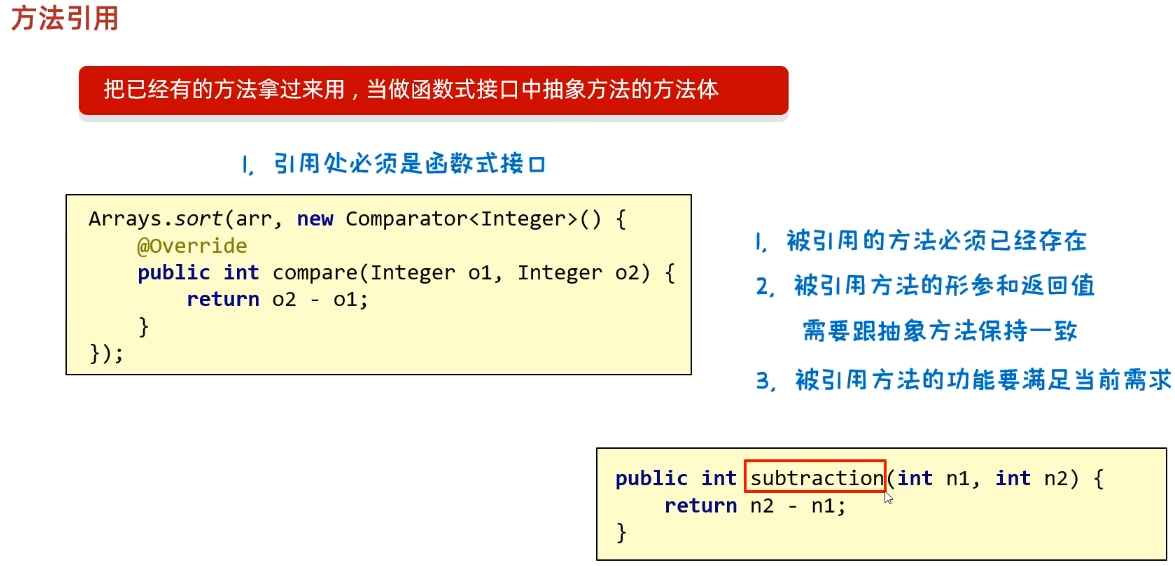 方法引用
把已经有的方法拿过来用，当做函数式接口中抽象方法的方法体
1, 引用处必须是函数式接口
Arrays.sort(arr, new Comparator<Integer>() {
@Override
public int compare(Integer o1, Integer o2) {
return o2 - o1;
}
});
1, 被引用的方法必须已经存在
2, 被引用方法的形参和返回值
需要跟抽象方法保持一致
3, 被引用方法的功能要满足当前需求
public int subtraction(int n1, int n2) {
return n2 - n1;
}